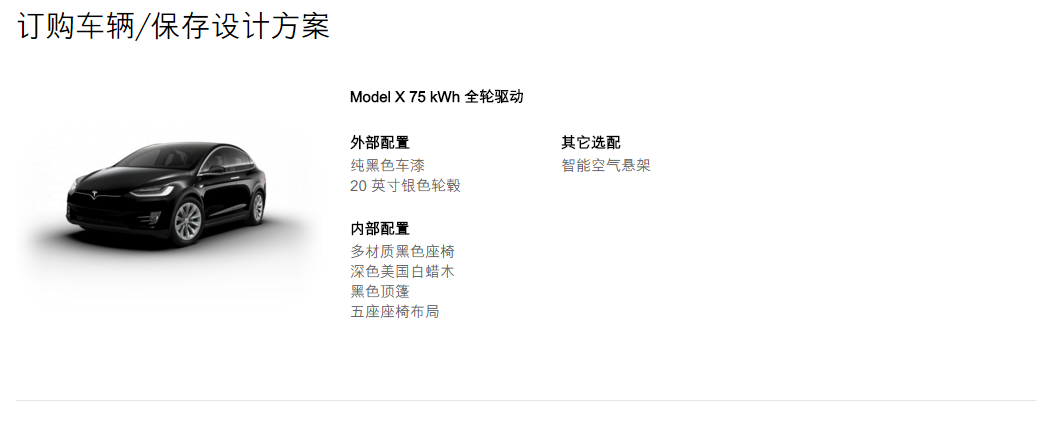 订购车辆/保存设计方案
Model X 75 kWh 全轮驱动
外部配置
纯黑色车漆
20 英寸银色轮毂
内部配置
多材质黑色座椅
深色美国白蜡木
黑色顶篷
五座座椅布局
其它选配
智能空气悬架